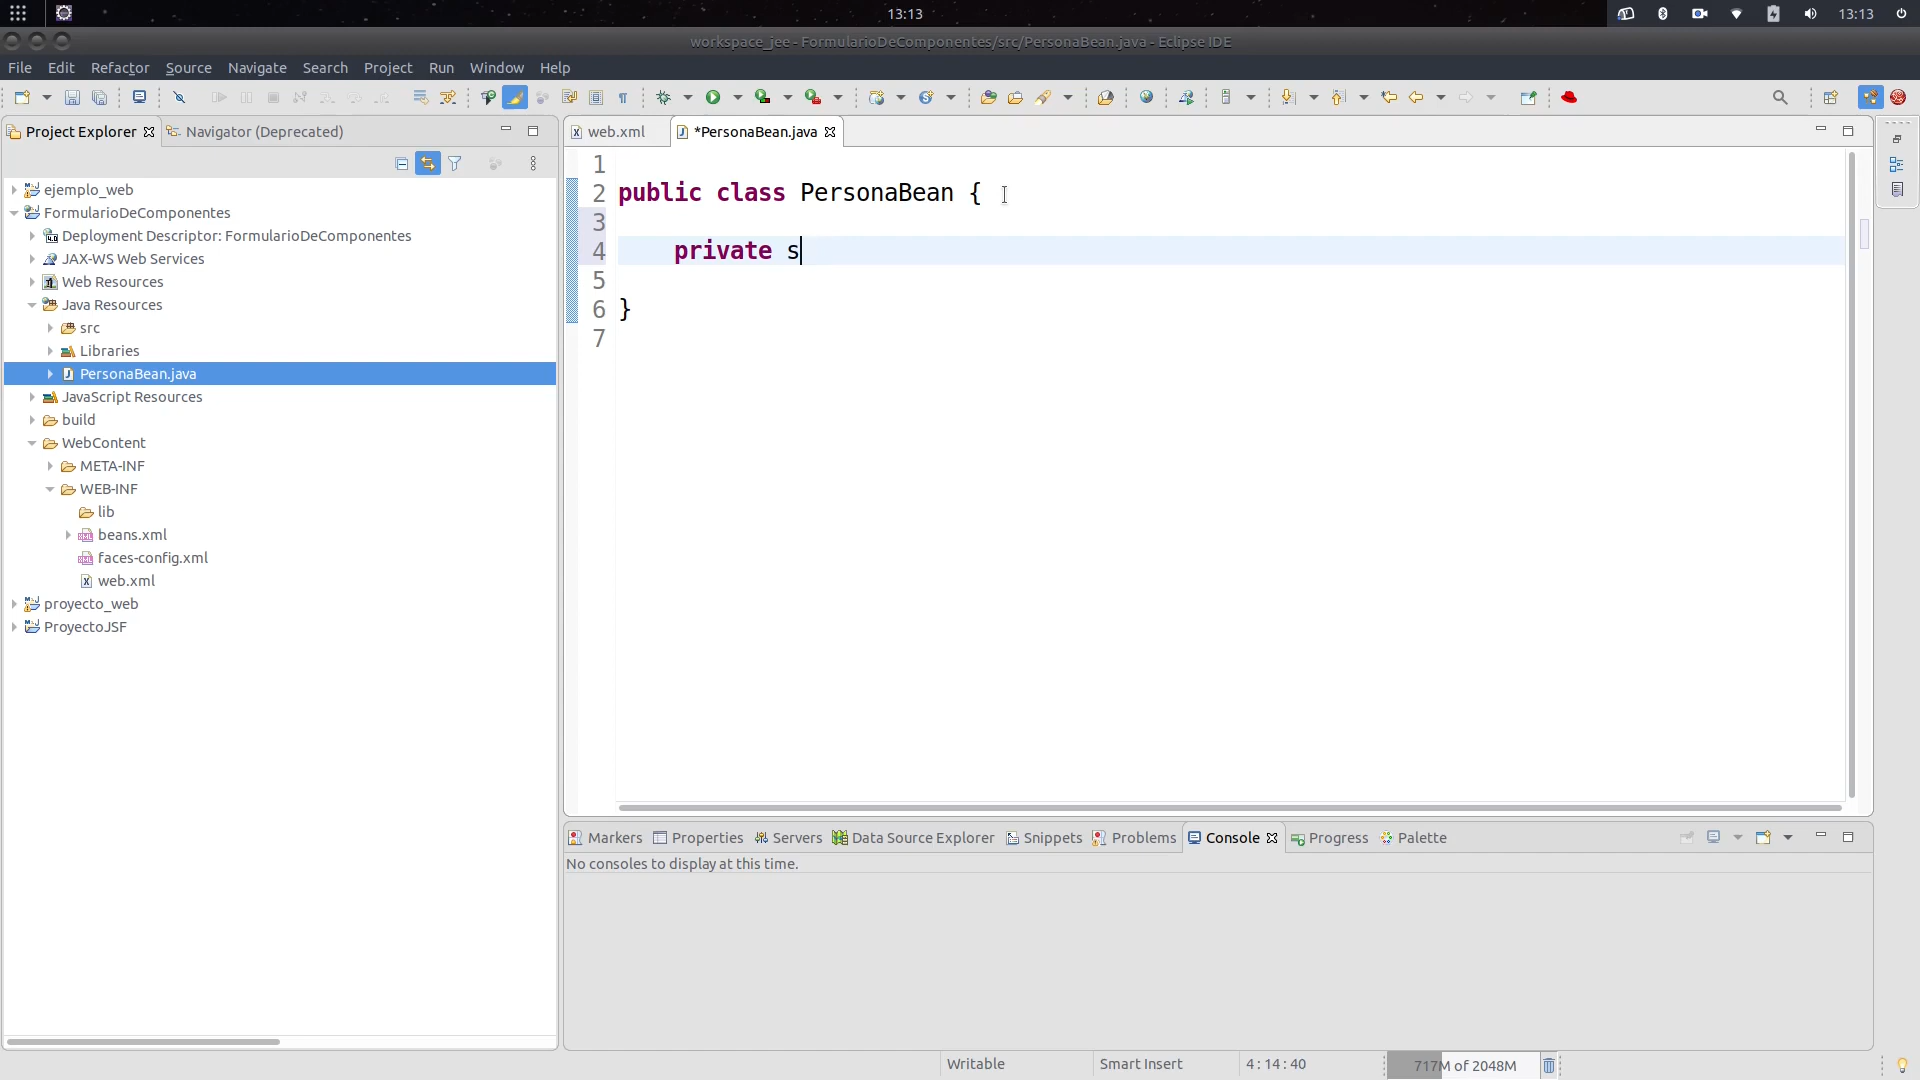 13:13
13:13
workspace_jee - FormularioDeComponentes/src/PersonaBean.java - Eclipse IDE
File Edit Refactor Source Navigate Search Project Run Window Help
Project Explorer Navigator (Deprecated)
ejemplo_web
FormularioDeComponentes
Deployment Descriptor: FormularioDeComponentes
JAX-WS Web Services
Web Resources
Java Resources
src
Libraries
PersonaBean.java
JavaScript Resources
build
WebContent
META-INF
WEB-INF
lib
beans.xml
faces-config.xml
web.xml
proyecto_web
ProyectoJSF
web.xml *PersonaBean.java
1
2 public class PersonaBean {
3
4 private s
5
6 }
7
Markers Properties Servers Data Source Explorer Snippets Problems Console Progress Palette
No consoles to display at this time.
Writable Smart Insert 4 : 14 : 40 717M of 2048M